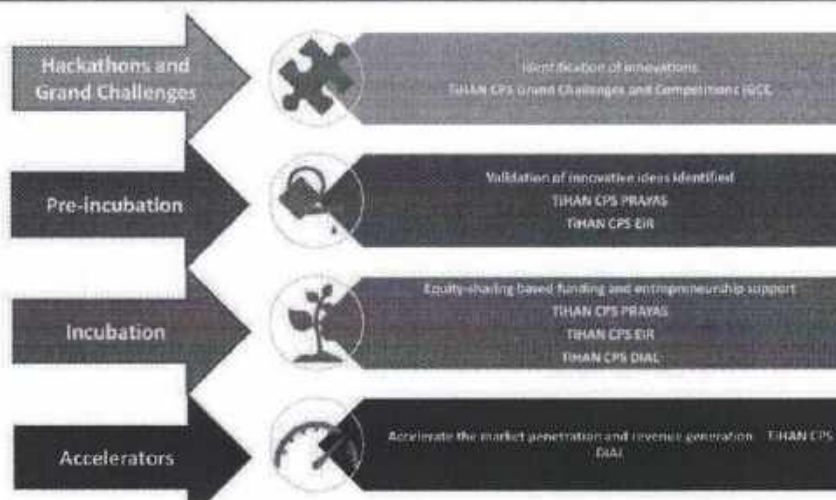 Hackathons and
Grand Challenges
Identification of innovations
TiHAN CPS Grand Challenges and Competitions (GCC
Pre-incubation
Validation of innovative ideas identified
TiHAN CPS PRAYAS
TiHAN CPS EiR
Incubation
Equity-sharing based funding and entrepreneurship support
TiHAN CPS PRAYAS
TiHAN CPS EiR
TiHAN CPS DIAL
Accelerators
Accelerate the market penetration and revenue generation TiHAN CPS
DIAL